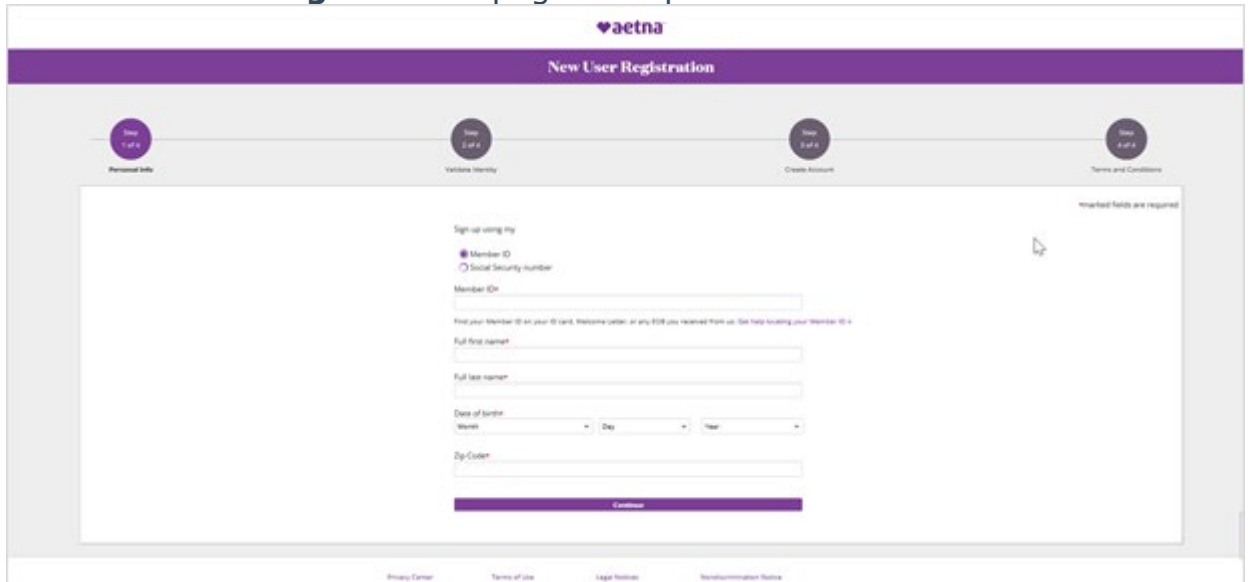 aetna
New User Registration
Step
1 of 4
Step
2 of 4
Step
3 of 4
Step
4 of 4
Personal Info
Validate Identity
Create Account
Terms and Conditions
*marked fields are required
Sign up using my
Member ID
Social Security number
Member ID*
Find your Member ID on your ID card, Welcome Letter, or any EOB you received from us. Get help locating your Member ID
Full first name*
Full last name*
Date of birth*
Month Day Year
Zip Code*
Continue
Privacy Center Terms of Use Legal Notices Nondiscrimination Notice